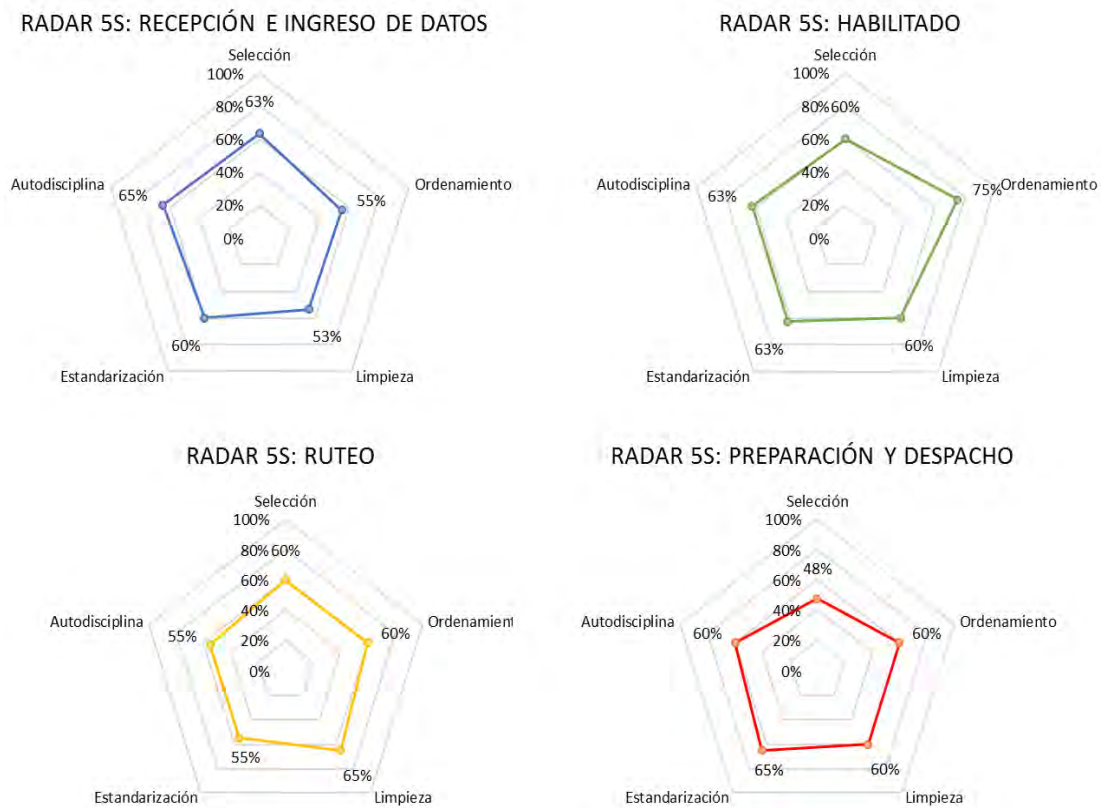 RADAR 5S: RECEPCIÓN E INGRESO DE DATOS
Selección
100%
80%
63%
60%
40%
20%
0%
Autodisciplina
65%
55%
Ordenamiento
60%
53%
Estandarización
Limpieza
RADAR 5S: HABILITADO
Selección
100%
80%
60%
60%
40%
20%
0%
Autodisciplina
63%
75%
Ordenamiento
63%
60%
Estandarización
Limpieza
RADAR 5S: RUTEO
Selección
100%
80%
60%
60%
40%
20%
0%
Autodisciplina
55%
60%
Ordenamient
55%
65%
Estandarización
Limpieza
RADAR 5S: PREPARACIÓN Y DESPACHO
Selección
100%
80%
48%
60%
40%
20%
0%
Autodisciplina
60%
60%
Ordenamiento
65%
60%
Estandarización
Limpieza